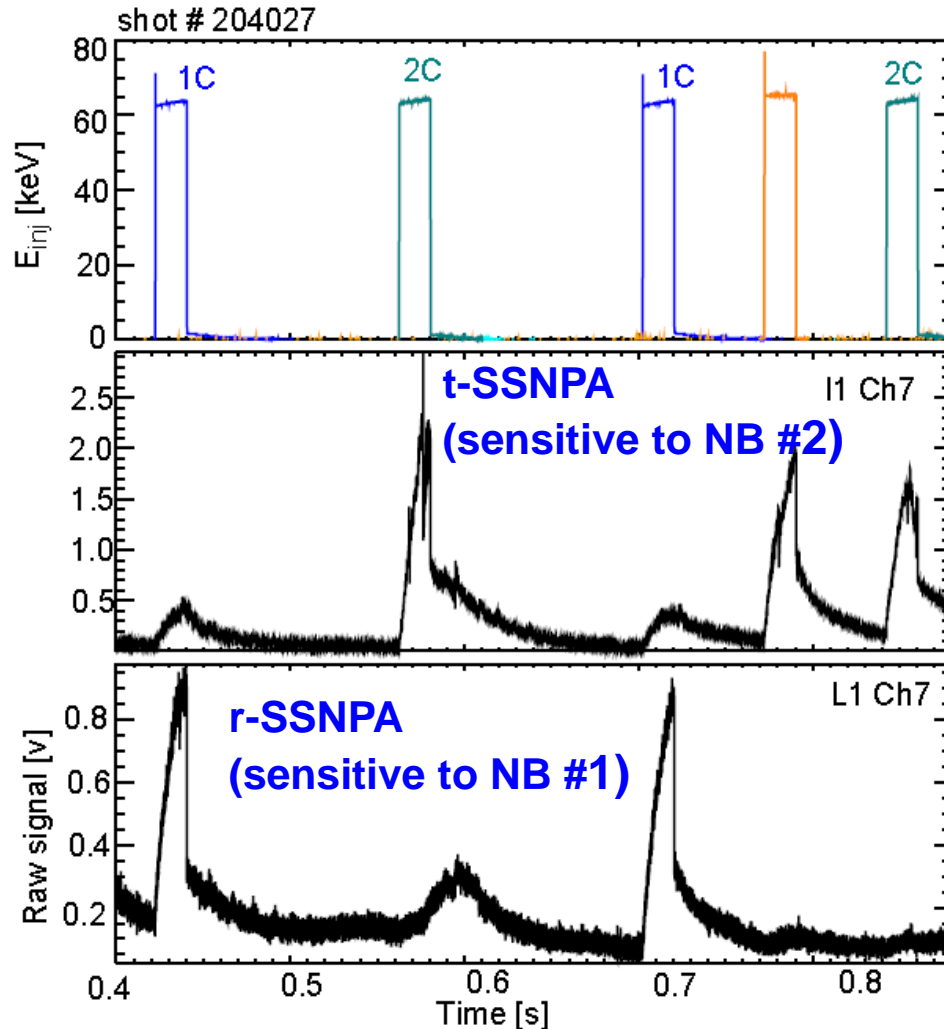 shot # 204027
80
60
40
20
0
E_inj [keV]
1C
2C
1C
2C
2.5
2.0
1.5
1.0
0.5
t-SSNPA
(sensitive to NB #2)
I1 Ch7
0.8
0.6
0.4
0.2
Raw signal [v]
r-SSNPA
(sensitive to NB #1)
L1 Ch7
0.4 0.5 0.6 0.7 0.8
Time [s]